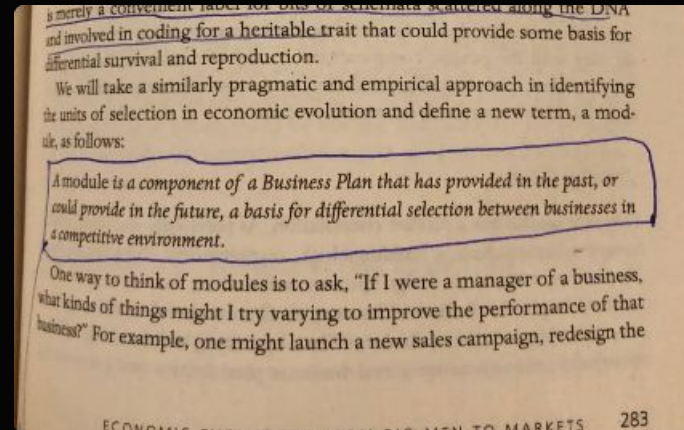 is merely a convenient label for bits of schemata scattered along the DNA
and involved in coding for a heritable trait that could provide some basis for
differential survival and reproduction.
We will take a similarly pragmatic and empirical approach in identifying
the units of selection in economic evolution and define a new term, a mod-
ule, as follows:
A module is a component of a Business Plan that has provided in the past, or
could provide in the future, a basis for differential selection between businesses in
a competitive environment.
One way to think of modules is to ask, “If I were a manager of a business,
what kinds of things might I try varying to improve the performance of that
business?” For example, one might launch a new sales campaign, redesign the
TO MARKETS 283